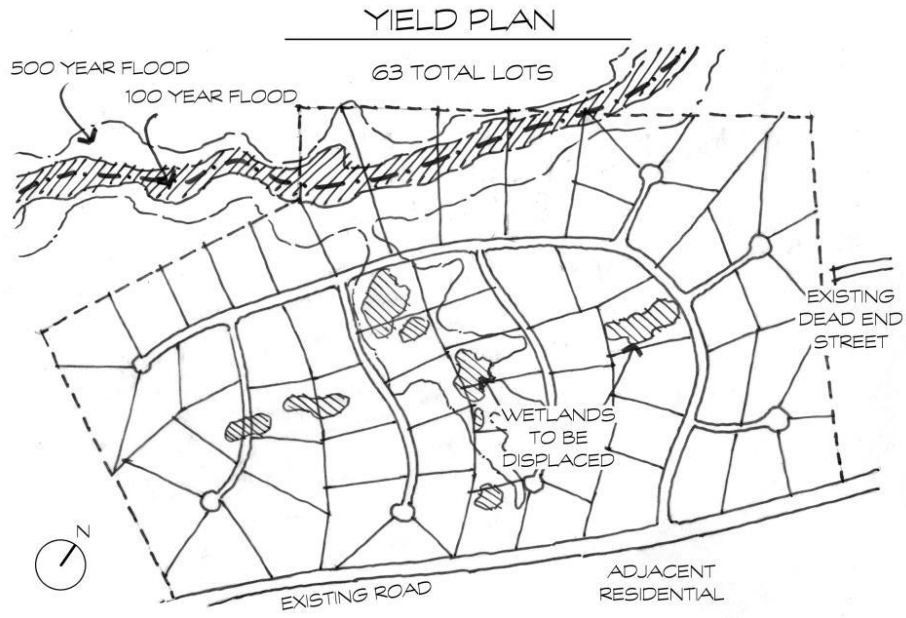 YIELD PLAN
63 TOTAL LOTS
500 YEAR FLOOD
100 YEAR FLOOD
EXISTING
DEAD END
STREET
WETLANDS
TO BE
DISPLACED
N
EXISTING ROAD
ADJACENT
RESIDENTIAL